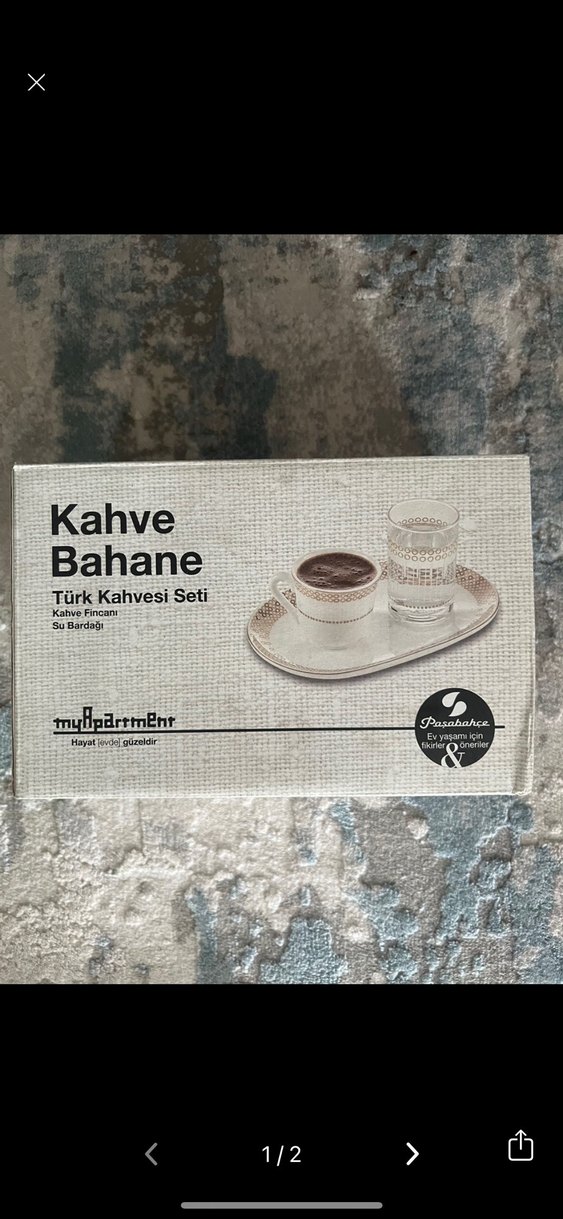 Kahve
Bahane
Türk Kahvesi Seti
Kahve Fincanı
Su Bardağı
myApartment
Hayat [evde] güzeldir
Paşabahçe
Ev yaşamı için
fikirler & öneriler
1/2